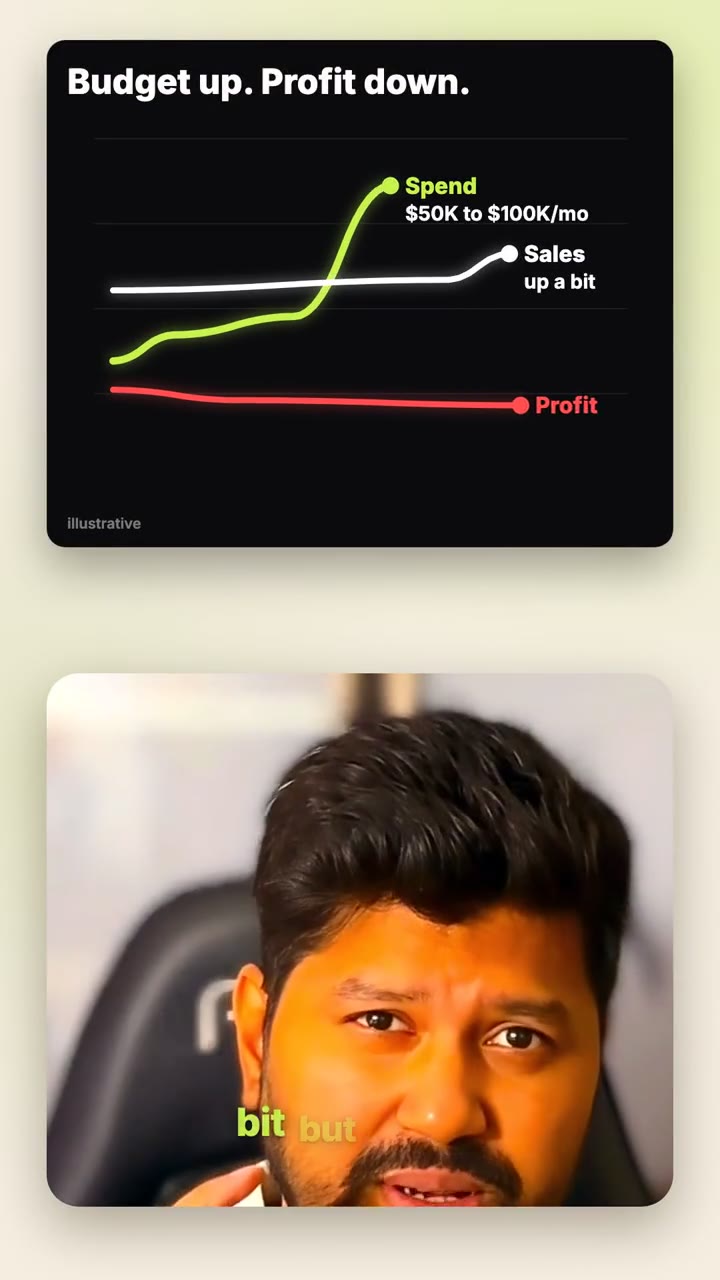 Budget up. Profit down.
Spend
$50K to $100K/mo
Sales
up a bit
Profit
illustrative
bit but